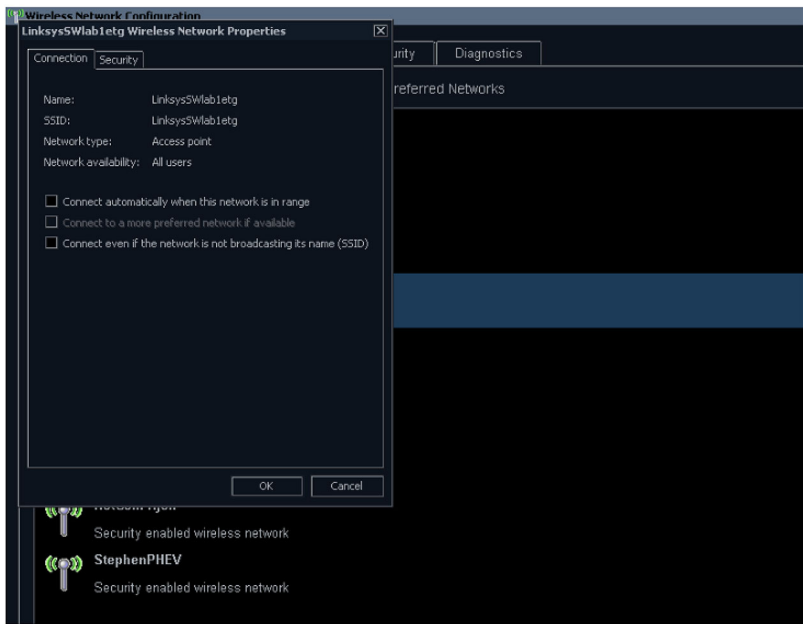 Wireless Network Configuration
LinksysSWlab1etg Wireless Network Properties
Connection Security
urity Diagnostics
referred Networks
Name: LinksysSWlab1etg
SSID: LinksysSWlab1etg
Network type: Access point
Network availability: All users
Connect automatically when this network is in range
Connect to a more preferred network if available
Connect even if the network is not broadcasting its name (SSID)
OK Cancel
Security enabled wireless network
StephenPHEV
Security enabled wireless network